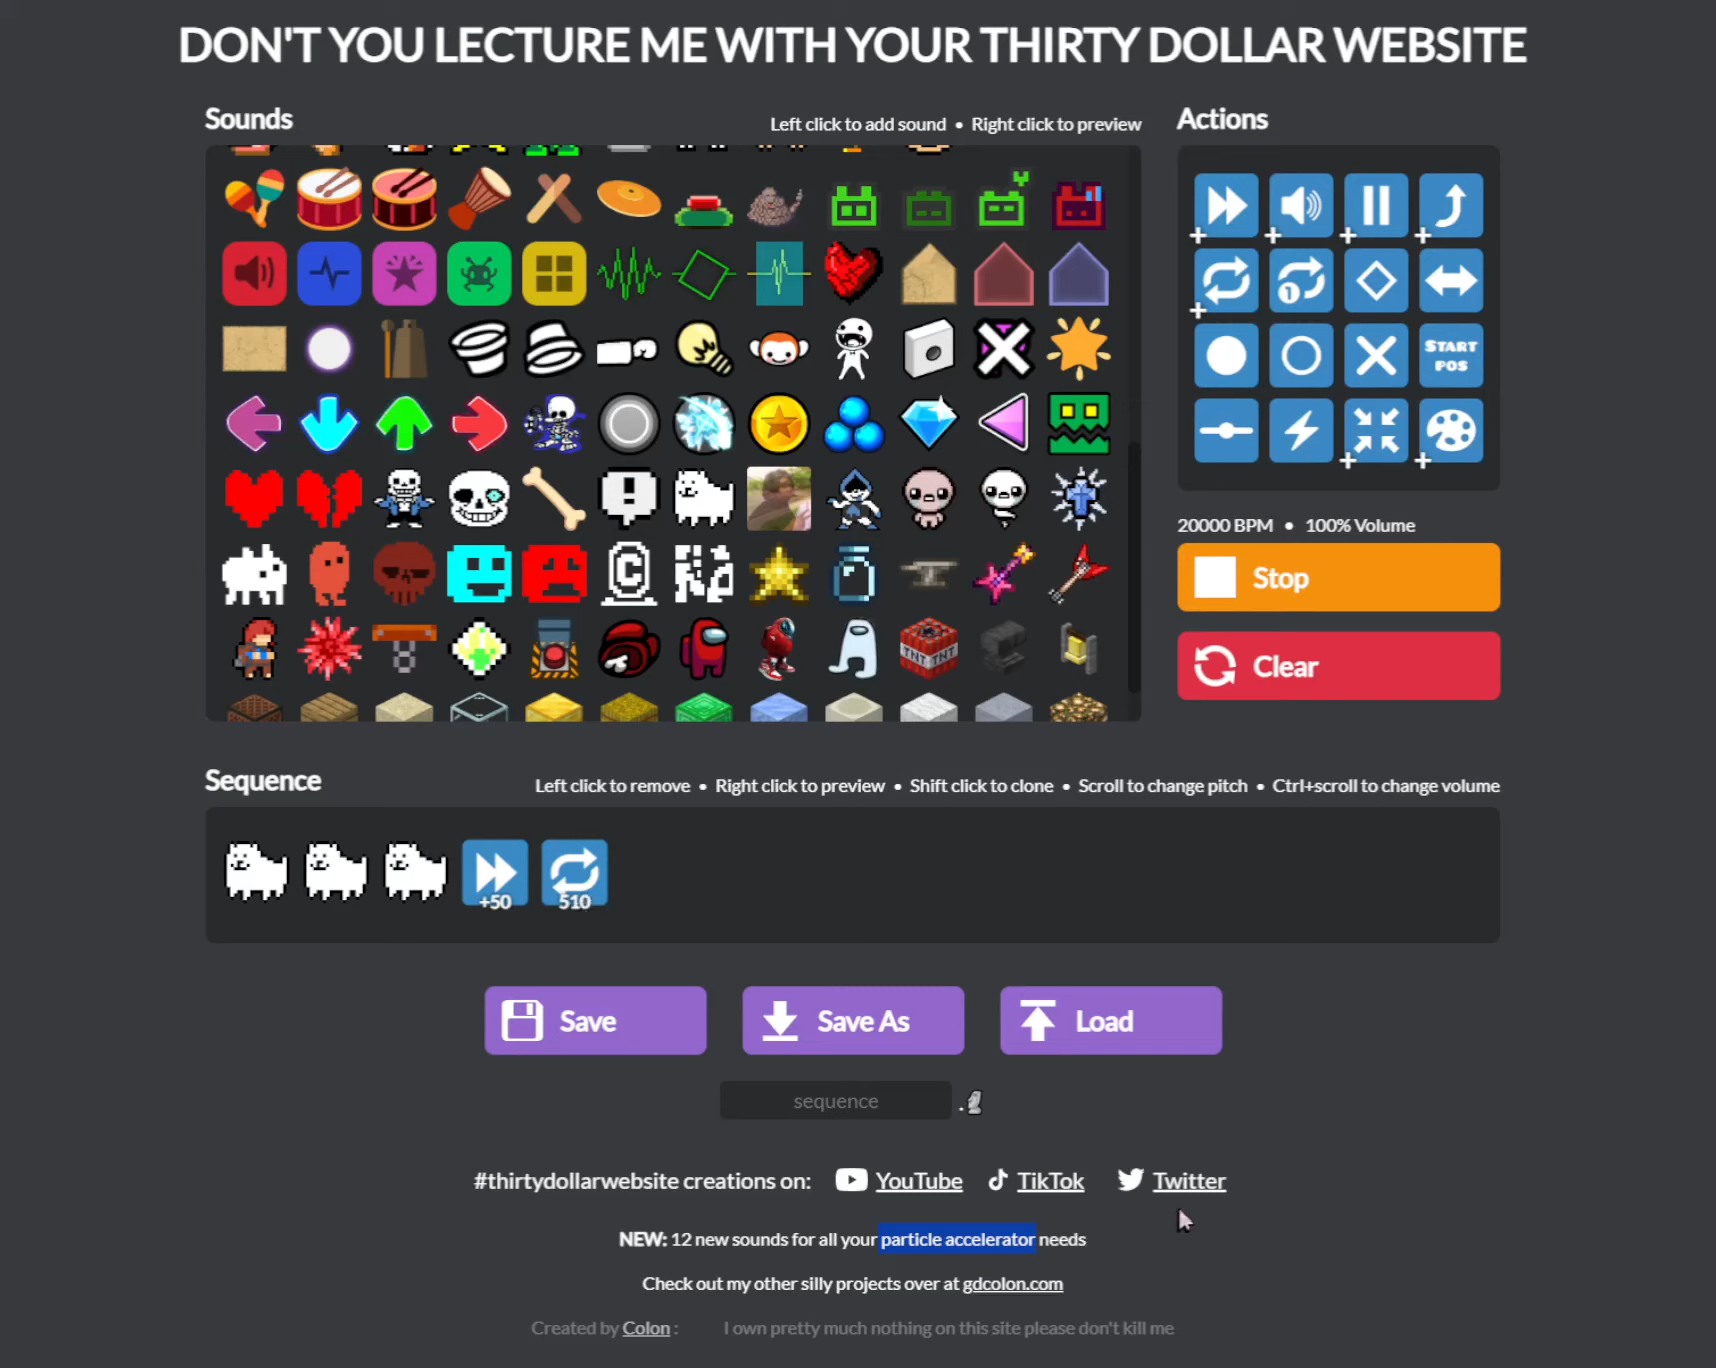 DON'T YOU LECTURE ME WITH YOUR THIRTY DOLLAR WEBSITE
Sounds
Left click to add sound • Right click to preview
Actions
START
POS
TNT TNT
20000 BPM • 100% Volume
Stop
Clear
Sequence
Left click to remove • Right click to preview • Shift click to clone • Scroll to change pitch • Ctrl+scroll to change volume
+50
510
Save
Save As
Load
sequence
.🗿
#thirtydollarwebsite creations on: YouTube TikTok Twitter
NEW: 12 new sounds for all your particle accelerator needs
Check out my other silly projects over at gdcolon.com
Created by Colon :
I own pretty much nothing on this site please don't kill me